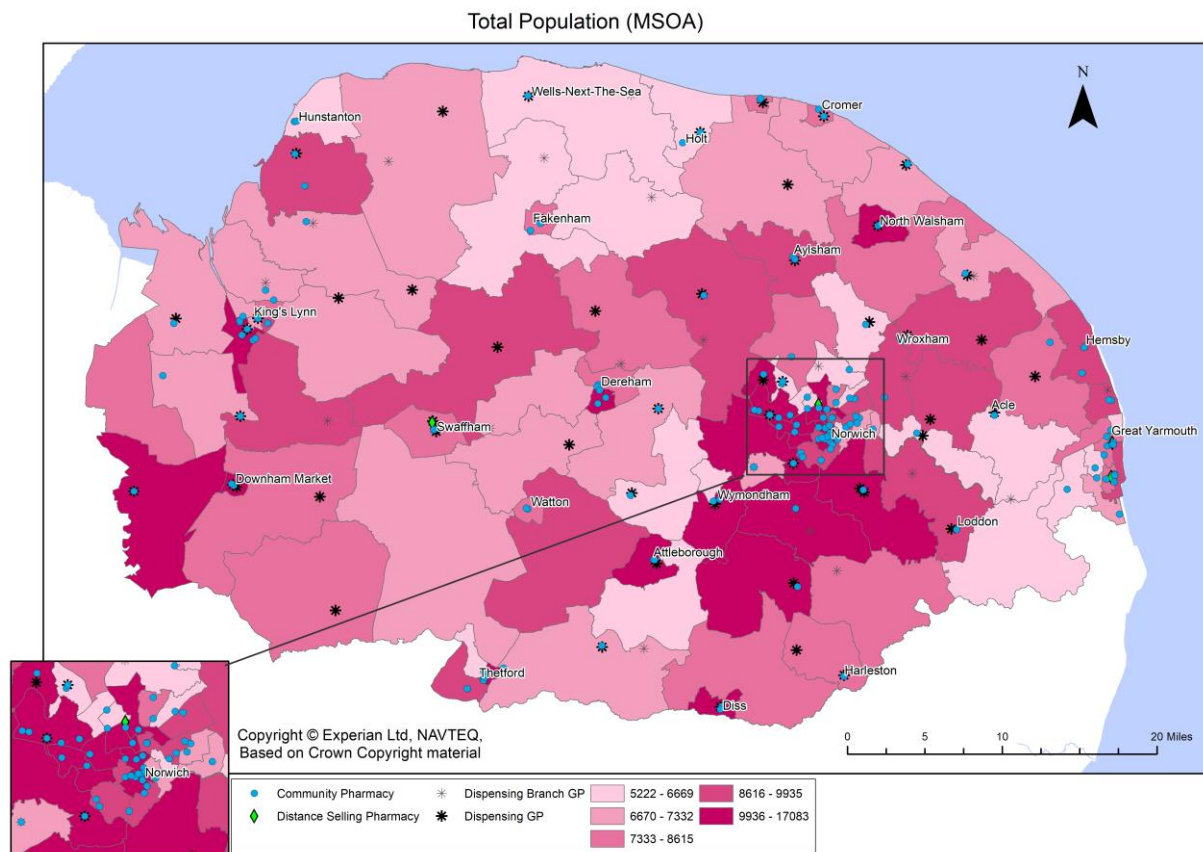 Total Population (MSOA)
N
Wells-Next-The-Sea
Cromer
Hunstanton
Holt
Fakenham
North Walsham
Aylsham
King's Lynn
Wroxham
Hemsby
Dereham
Acle
Swaffham
Norwich
Great Yarmouth
Downham Market
Watton
Wymondham
Loddon
Attleborough
Thetford
Harleston
Diss
Copyright © Experian Ltd, NAVTEQ,
Based on Crown Copyright material
0 5 10 20 Miles
Norwich
Community Pharmacy
Distance Selling Pharmacy
Dispensing Branch GP
Dispensing GP
5222 - 6669
6670 - 7332
7333 - 8615
8616 - 9935
9936 - 17083